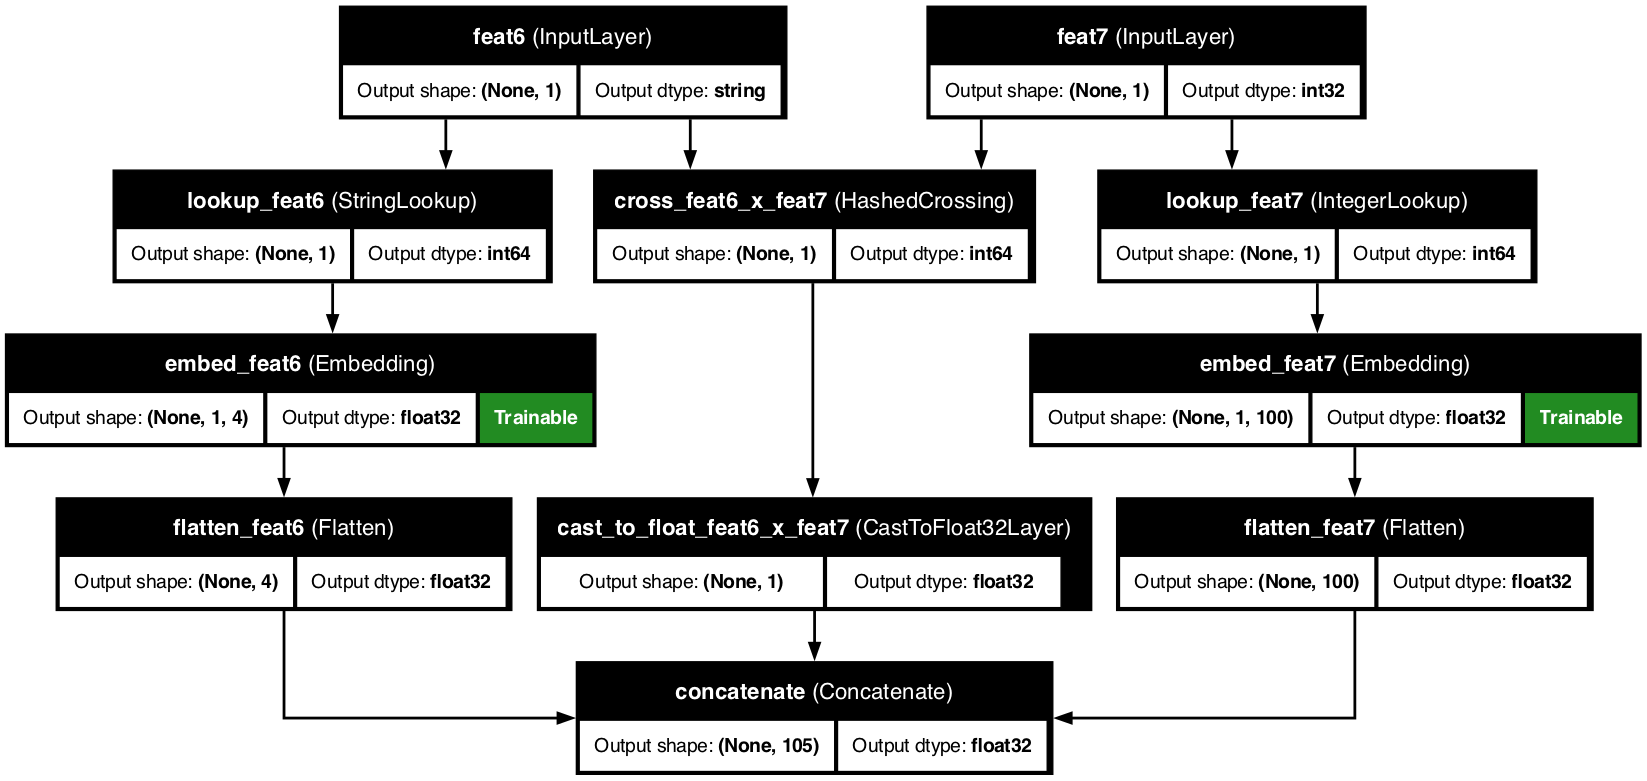 feat6 (InputLayer)
Output shape: (None, 1) Output dtype: string
feat7 (InputLayer)
Output shape: (None, 1) Output dtype: int32
lookup_feat6 (StringLookup)
Output shape: (None, 1) Output dtype: int64
cross_feat6_x_feat7 (HashedCrossing)
Output shape: (None, 1) Output dtype: int64
lookup_feat7 (IntegerLookup)
Output shape: (None, 1) Output dtype: int64
embed_feat6 (Embedding)
Output shape: (None, 1, 4) Output dtype: float32 Trainable
embed_feat7 (Embedding)
Output shape: (None, 1, 100) Output dtype: float32 Trainable
flatten_feat6 (Flatten)
Output shape: (None, 4) Output dtype: float32
cast_to_float_feat6_x_feat7 (CastToFloat32Layer)
Output shape: (None, 1) Output dtype: float32
flatten_feat7 (Flatten)
Output shape: (None, 100) Output dtype: float32
concatenate (Concatenate)
Output shape: (None, 105) Output dtype: float32